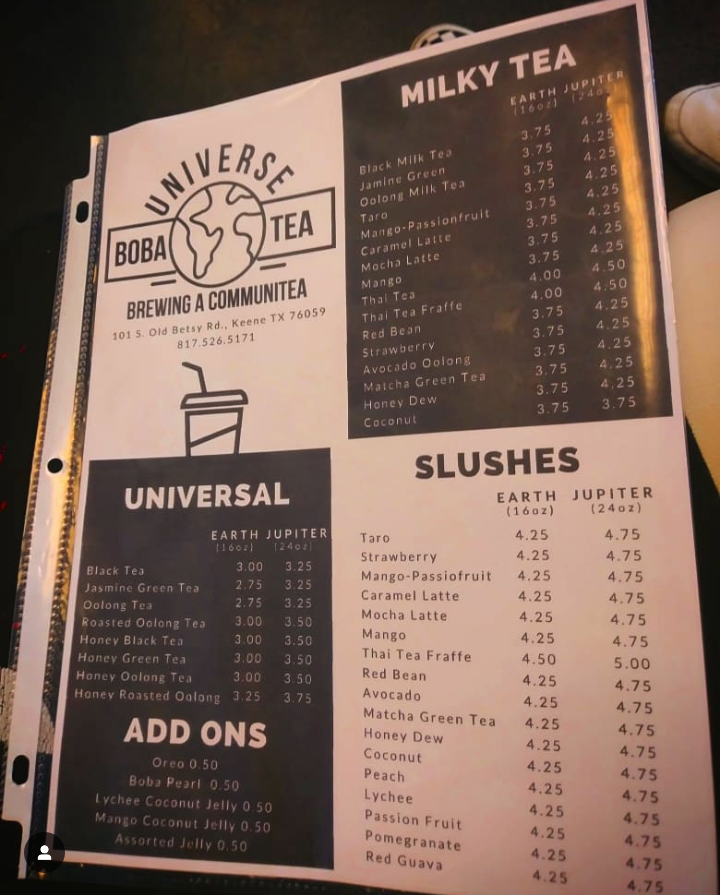 UNIVERSE
BOBA TEA
BREWING A COMMUNITEA
101 S. Old Betsy Rd., Keene TX 76059
817.526.5171
MILKY TEA
EARTH JUPITER
(16oz) (24oz)
Black Milk Tea 3.75 4.25
Jamine Green 3.75 4.25
Oolong Milk Tea 3.75 4.25
Taro 3.75 4.25
Mango-Passionfruit 3.75 4.25
Caramel Latte 3.75 4.25
Mocha Latte 3.75 4.25
Mango 3.75 4.25
Thai Tea 4.00 4.50
Thai Tea Fraffe 4.00 4.50
Red Bean 3.75 4.25
Strawberry 3.75 4.25
Avocado Oolong 3.75 4.25
Matcha Green Tea 3.75 4.25
Honey Dew 3.75 4.25
Coconut 3.75 3.75
UNIVERSAL
EARTH JUPITER
(16oz) (24oz)
Black Tea 3.00 3.25
Jasmine Green Tea 2.75 3.25
Oolong Tea 2.75 3.25
Roasted Oolong Tea 3.00 3.50
Honey Black Tea 3.00 3.50
Honey Green Tea 3.00 3.50
Honey Oolong Tea 3.00 3.50
Honey Roasted Oolong 3.25 3.75
ADD ONS
Oreo 0.50
Boba Pearl 0.50
Lychee Coconut Jelly 0.50
Mango Coconut Jelly 0.50
Assorted Jelly 0.50
SLUSHES
EARTH JUPITER
(16oz) (24oz)
Taro 4.25 4.75
Strawberry 4.25 4.75
Mango-Passiofruit 4.25 4.75
Caramel Latte 4.25 4.75
Mocha Latte 4.25 4.75
Mango 4.25 4.75
Thai Tea Fraffe 4.50 5.00
Red Bean 4.25 4.75
Avocado 4.25 4.75
Matcha Green Tea 4.25 4.75
Honey Dew 4.25 4.75
Coconut 4.25 4.75
Peach 4.25 4.75
Lychee 4.25 4.75
Passion Fruit 4.25 4.75
Pomegranate 4.25 4.75
Red Guava 4.25 4.75